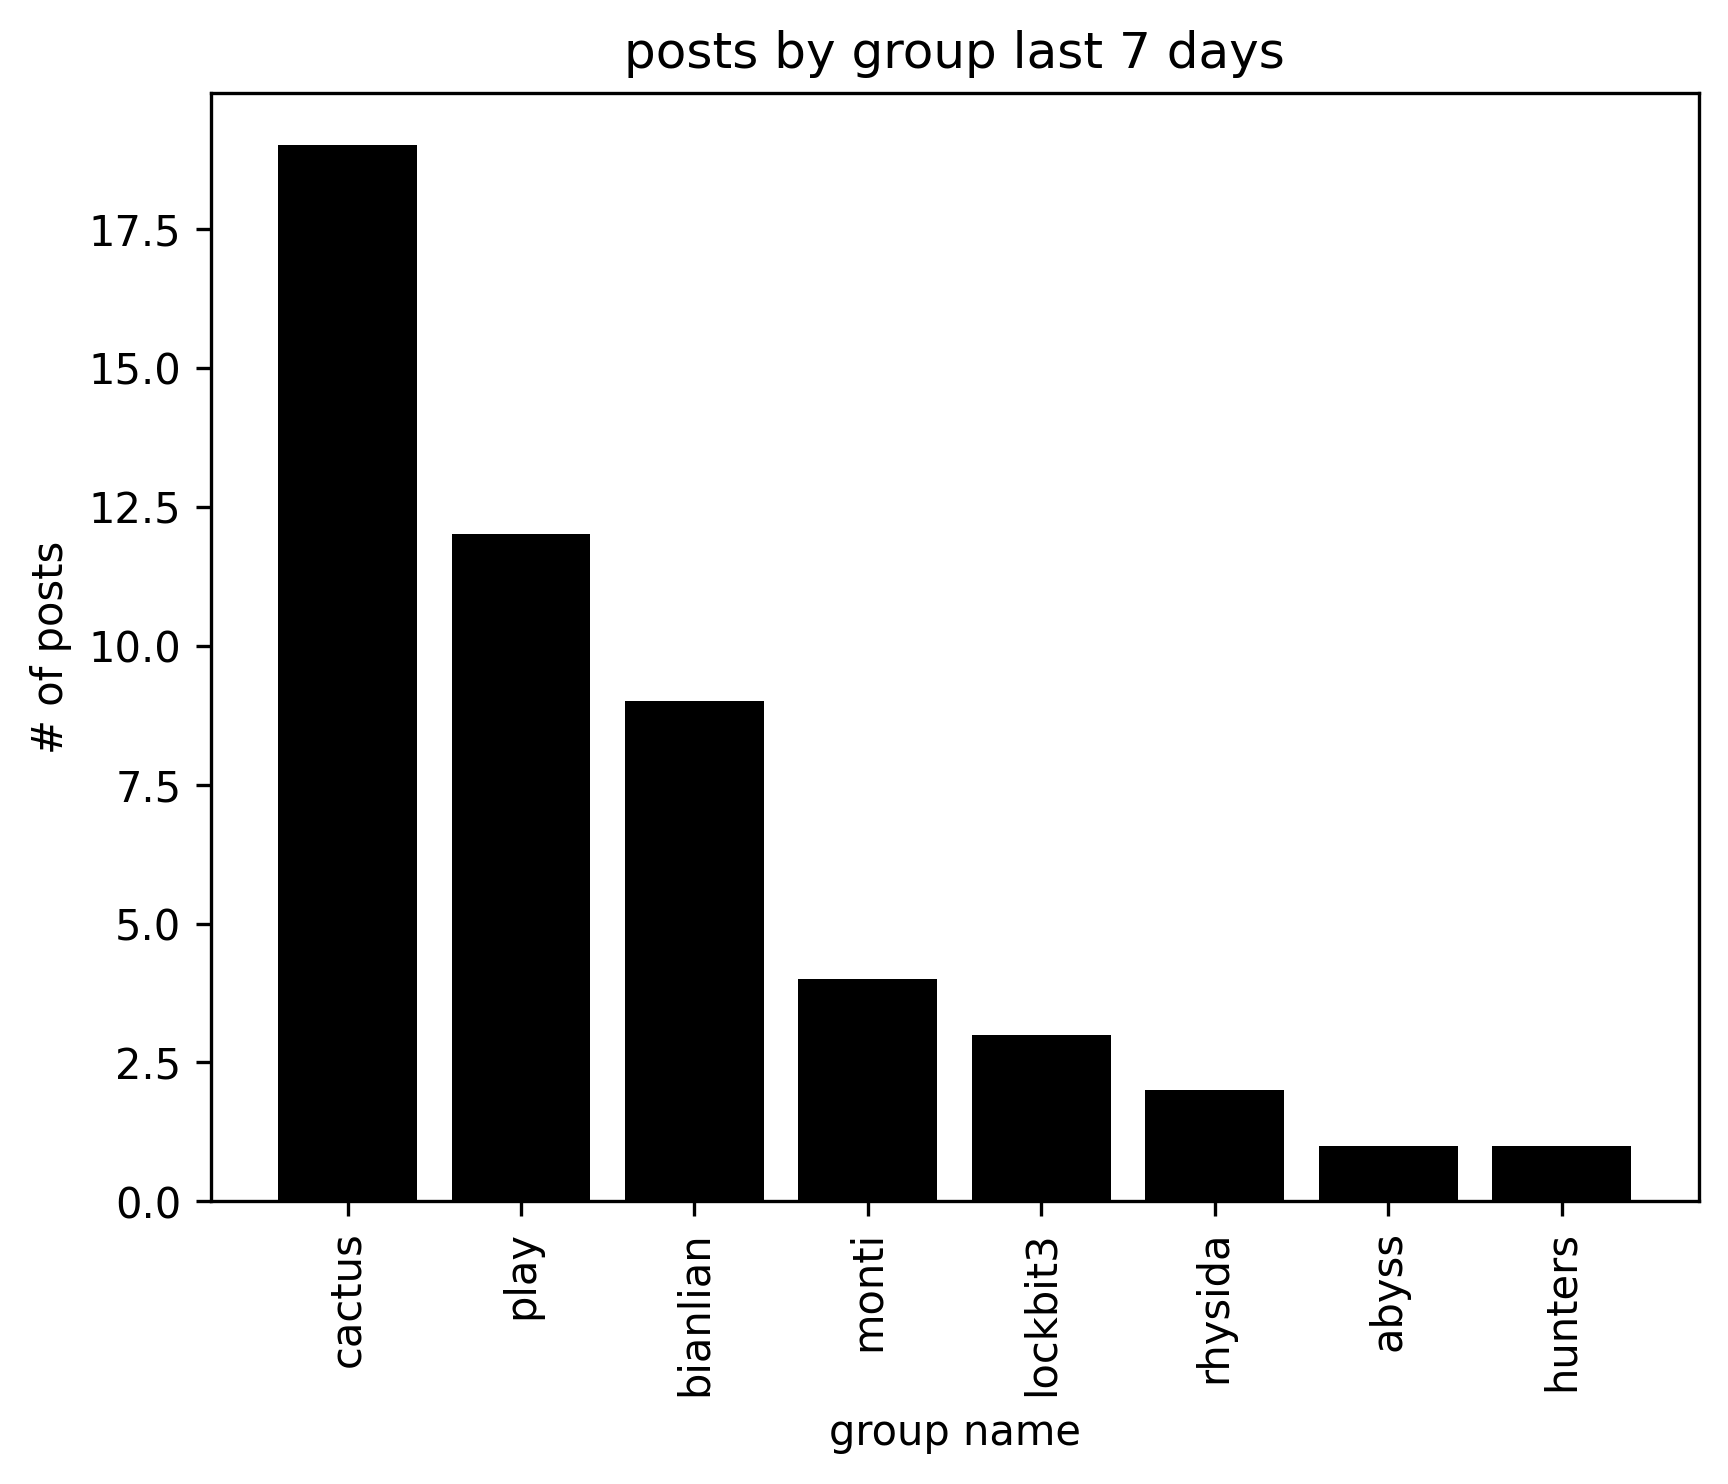 posts by group last 7 days
# of posts
17.5
15.0
12.5
10.0
7.5
5.0
2.5
0.0
cactus
play
bianlian
monti
lockbit3
rhysida
abyss
hunters
group name